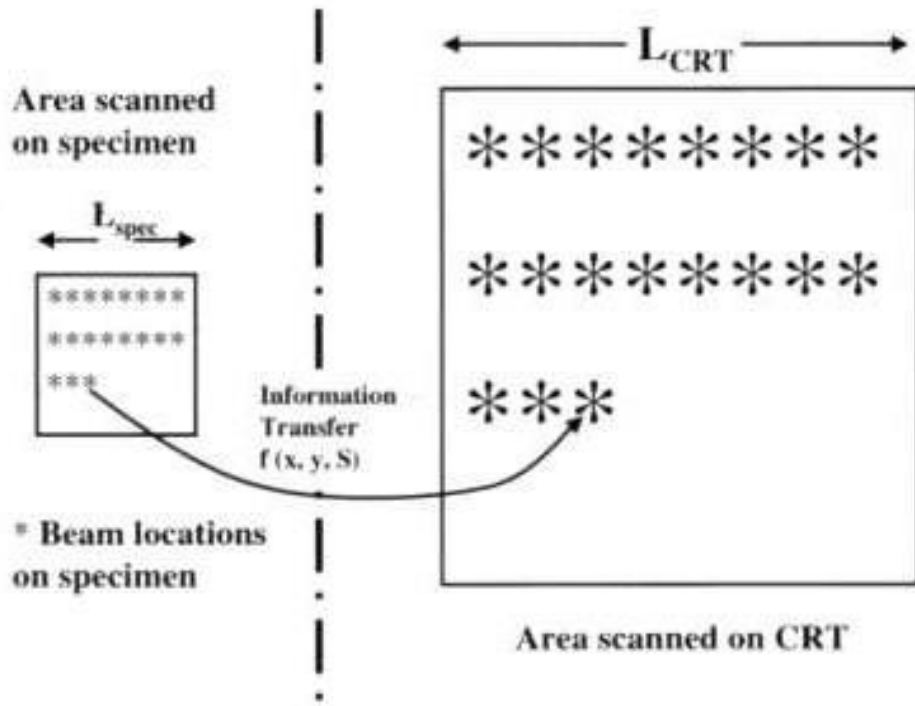 Area scanned
on specimen
L_spec
********
********
***
* Beam locations
on specimen
Information
Transfer
f (x, y, S)
L_CRT
********
********
***
Area scanned on CRT